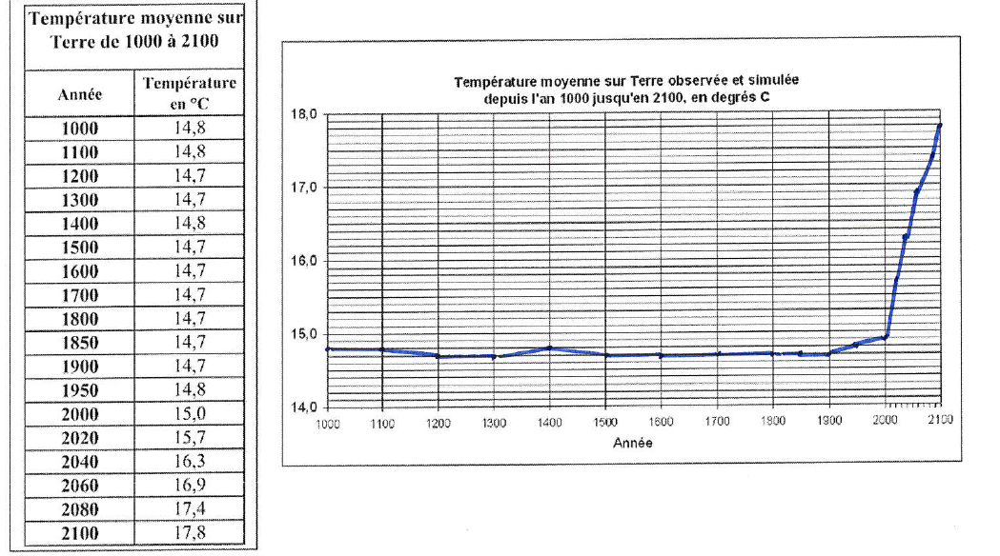 Température moyenne sur
Terre de 1000 à 2100
Année Température
en °C
1000 14,8
1100 14,8
1200 14,7
1300 14,7
1400 14,8
1500 14,7
1600 14,7
1700 14,7
1800 14,7
1850 14,7
1900 14,7
1950 14,8
2000 15,0
2020 15,7
2040 16,3
2060 16,9
2080 17,4
2100 17,8
Température moyenne sur Terre observée et simulée
depuis l'an 1000 jusqu'en 2100, en degrés C
18,0
17,0
16,0
15,0
14,0
1000 1100 1200 1300 1400 1500 1600 1700 1800 1900 2000 2100
Année